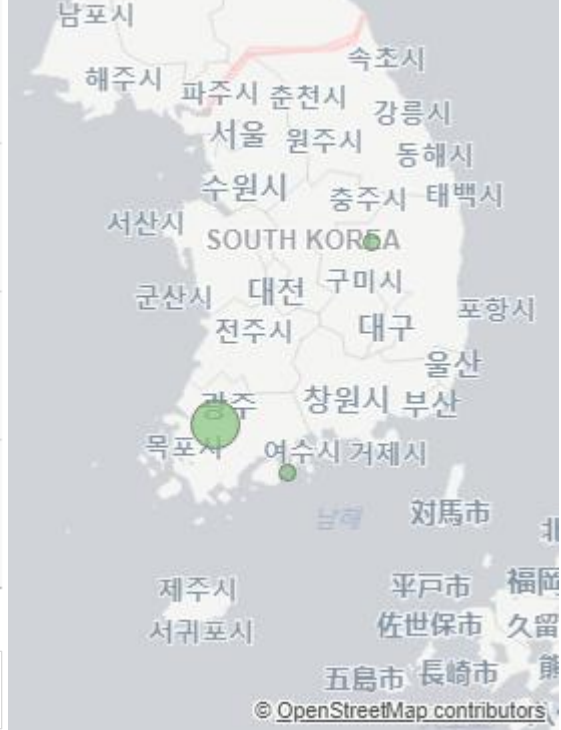 남포시
속초시
해주시
파주시 춘천시
강릉시
서울 원주시
동해시
수원시
충주시 태백시
서산시
SOUTH KOREA
구미시
대전
군산시
포항시
전주시
대구
울산
광주
창원시 부산
목포시
여수시 거제시
対馬市
남해
北
제주시
平戸市 福岡
서귀포시
佐世保市 久留
五島市 長崎市 熊
© OpenStreetMap contributors